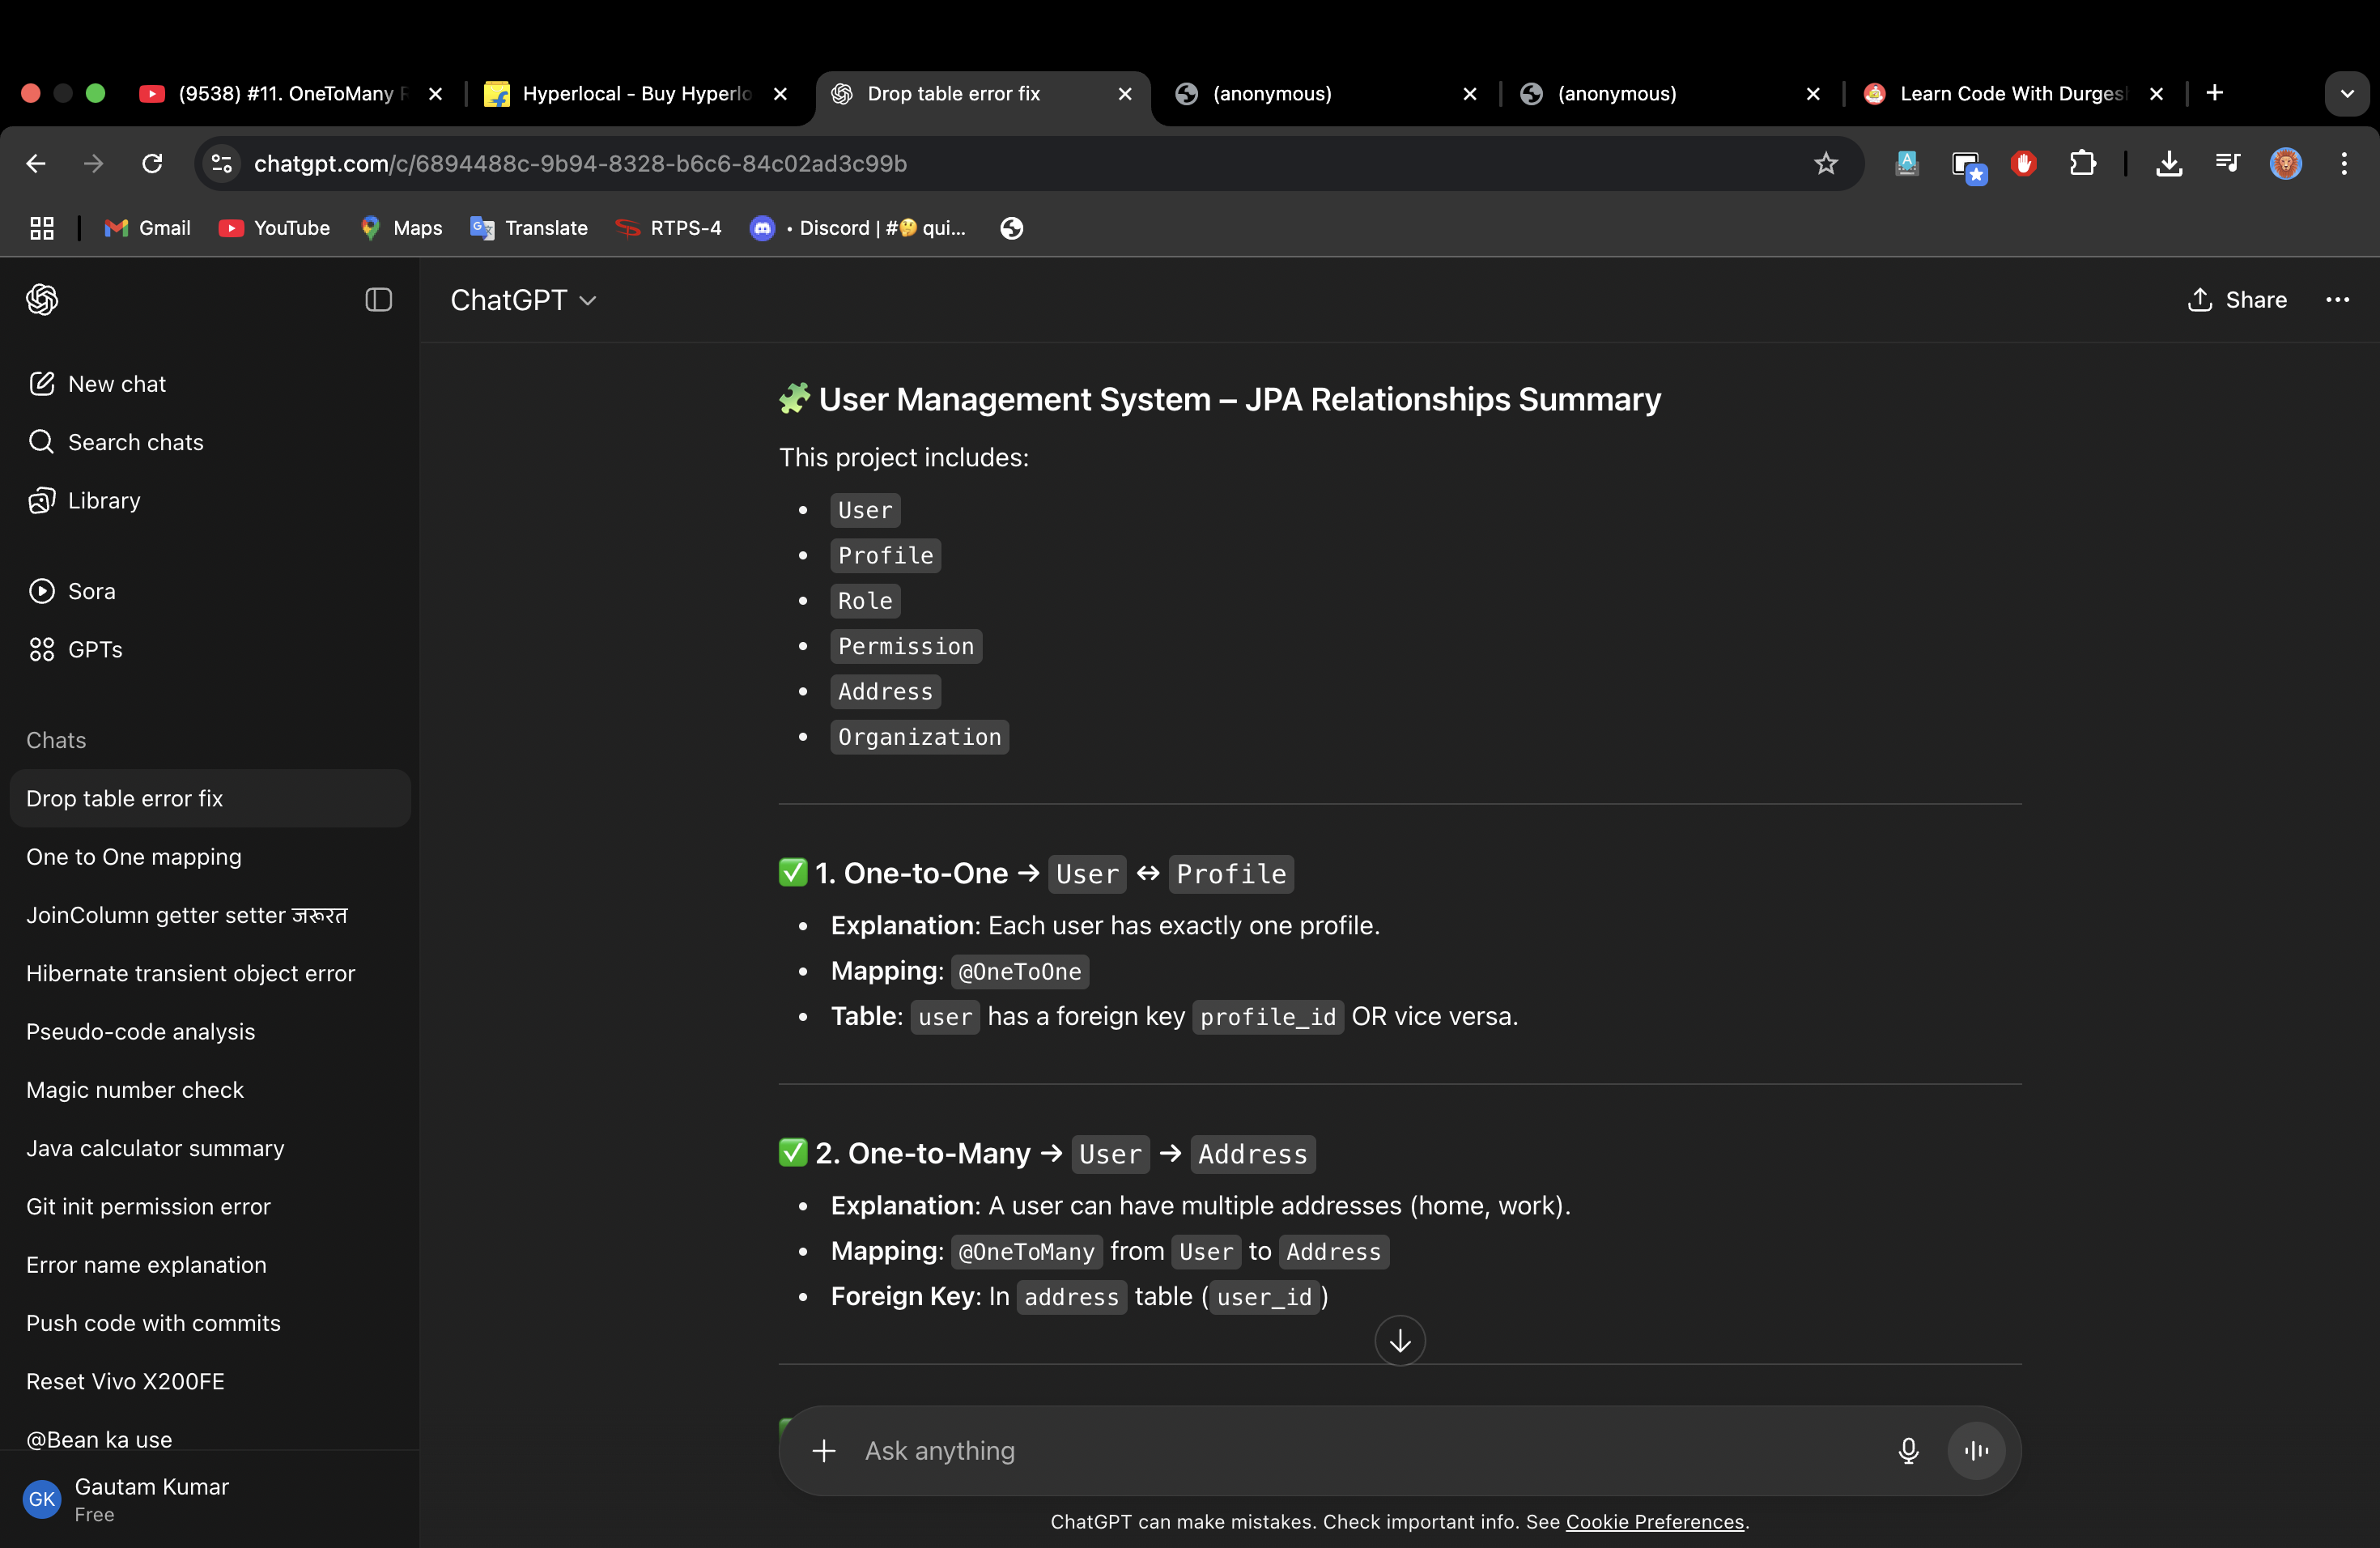 (9538) #11. OneToMany R
Hyperlocal - Buy Hyperlo
Drop table error fix
(anonymous)
(anonymous)
Learn Code With Durges
chatgpt.com/c/6894488c-9b94-8328-b6c6-84c02ad3c99b
Gmail
YouTube
Maps
Translate
RTPS-4
• Discord | #🤔 qui...
ChatGPT
Share
New chat
Search chats
Library
Sora
GPTs
Chats
Drop table error fix
One to One mapping
JoinColumn getter setter जरूरत
Hibernate transient object error
Pseudo-code analysis
Magic number check
Java calculator summary
Git init permission error
Error name explanation
Push code with commits
Reset Vivo X200FE
@Bean ka use
GK
Gautam Kumar
Free
🧩 User Management System – JPA Relationships Summary
This project includes:
• User
• Profile
• Role
• Permission
• Address
• Organization
✅ 1. One-to-One → User ↔ Profile
• Explanation: Each user has exactly one profile.
• Mapping: @OneToOne
• Table: user has a foreign key profile_id OR vice versa.
✅ 2. One-to-Many → User → Address
• Explanation: A user can have multiple addresses (home, work).
• Mapping: @OneToMany from User to Address
• Foreign Key: In address table (user_id)
Ask anything
ChatGPT can make mistakes. Check important info. See Cookie Preferences.